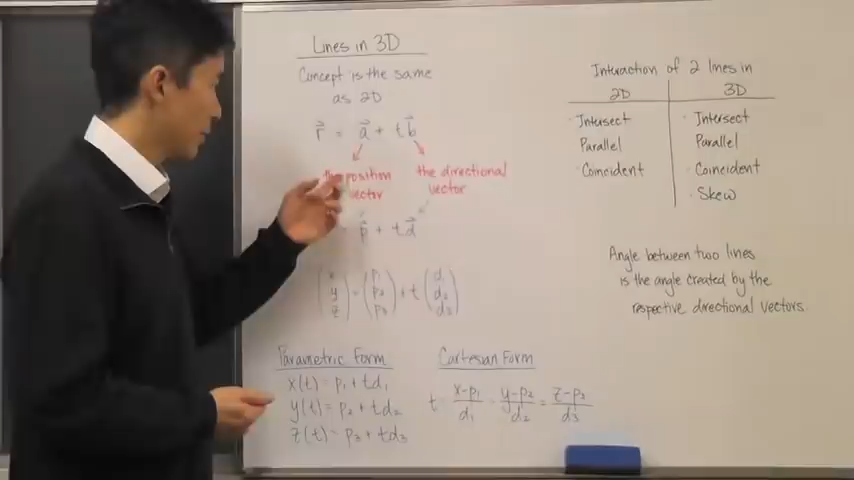 Lines in 3D
Concept is the same
as 2D
r⃗ = a⃗ + tb⃗
position
vector
the directional
vector
p⃗ + td⃗
(x y z) = (p₁ p₂ p₃) + t (d₁ d₂ d₃)
Parametric Form
x(t) = p₁ + td₁
y(t) = p₂ + td₂
z(t) = p₃ + td₃
Cartesian Form
t = x-p₁/d₁ = y-p₂/d₂ = z-p₃/d₃
Interaction of 2 lines in
2D
· Intersect
Parallel
· Coincident
3D
· Intersect
Parallel
· Coincident
· Skew
Angle between two lines
is the angle created by the
respective directional vectors.